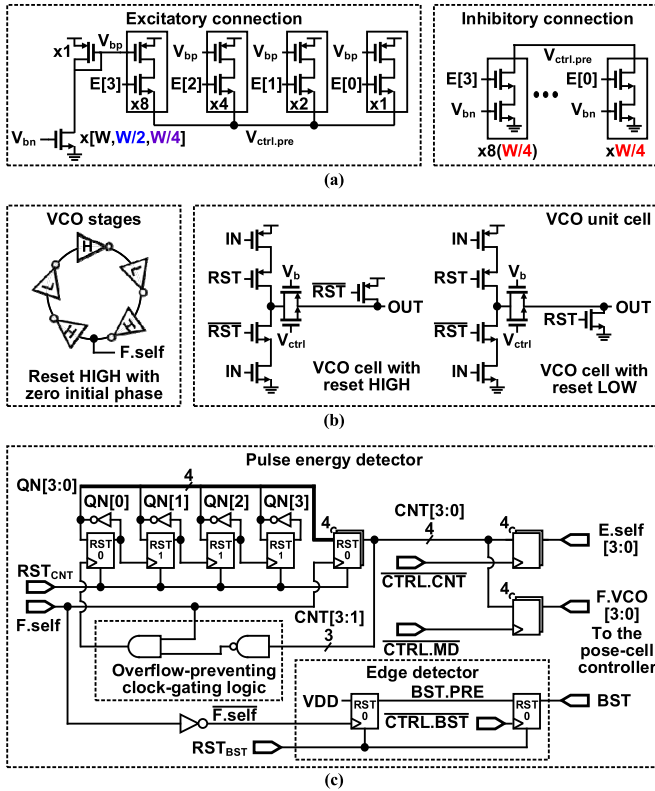 Excitatory connection
x1
V_bp
V_bp
V_bp
V_bp
E[3]
E[2]
E[1]
E[0]
x8
x4
x2
x1
V_bn
x[W,W/2,W/4]
V_ctrl.pre
Inhibitory connection
V_ctrl.pre
E[3]
E[0]
V_bn
V_bn
x8(W/4)
xW/4
(a)
VCO stages
H
L
L
H
H
F.self
Reset HIGH with
zero initial phase
VCO unit cell
IN
RST
V_b
RST
OUT
RST
V_ctrl
IN
VCO cell with
reset HIGH
IN
RST
V_b
OUT
RST
RST
V_ctrl
IN
VCO cell with
reset LOW
(b)
Pulse energy detector
QN[3:0]
4
QN[0]
QN[1]
QN[2]
QN[3]
RST
0
RST
1
RST
1
RST
1
4
RST
0
CNT[3:0]
4
4
E.self
[3:0]
RST_CNT
CTRL.CNT
F.self
4
F.VCO
[3:0]
CNT[3:1]
3
CTRL.MD
To the
pose-cell
controller
Overflow-preventing
clock-gating logic
Edge detector
VDD
RST
0
BST.PRE
RST
0
BST
F.self
CTRL.BST
RST_BST
(c)